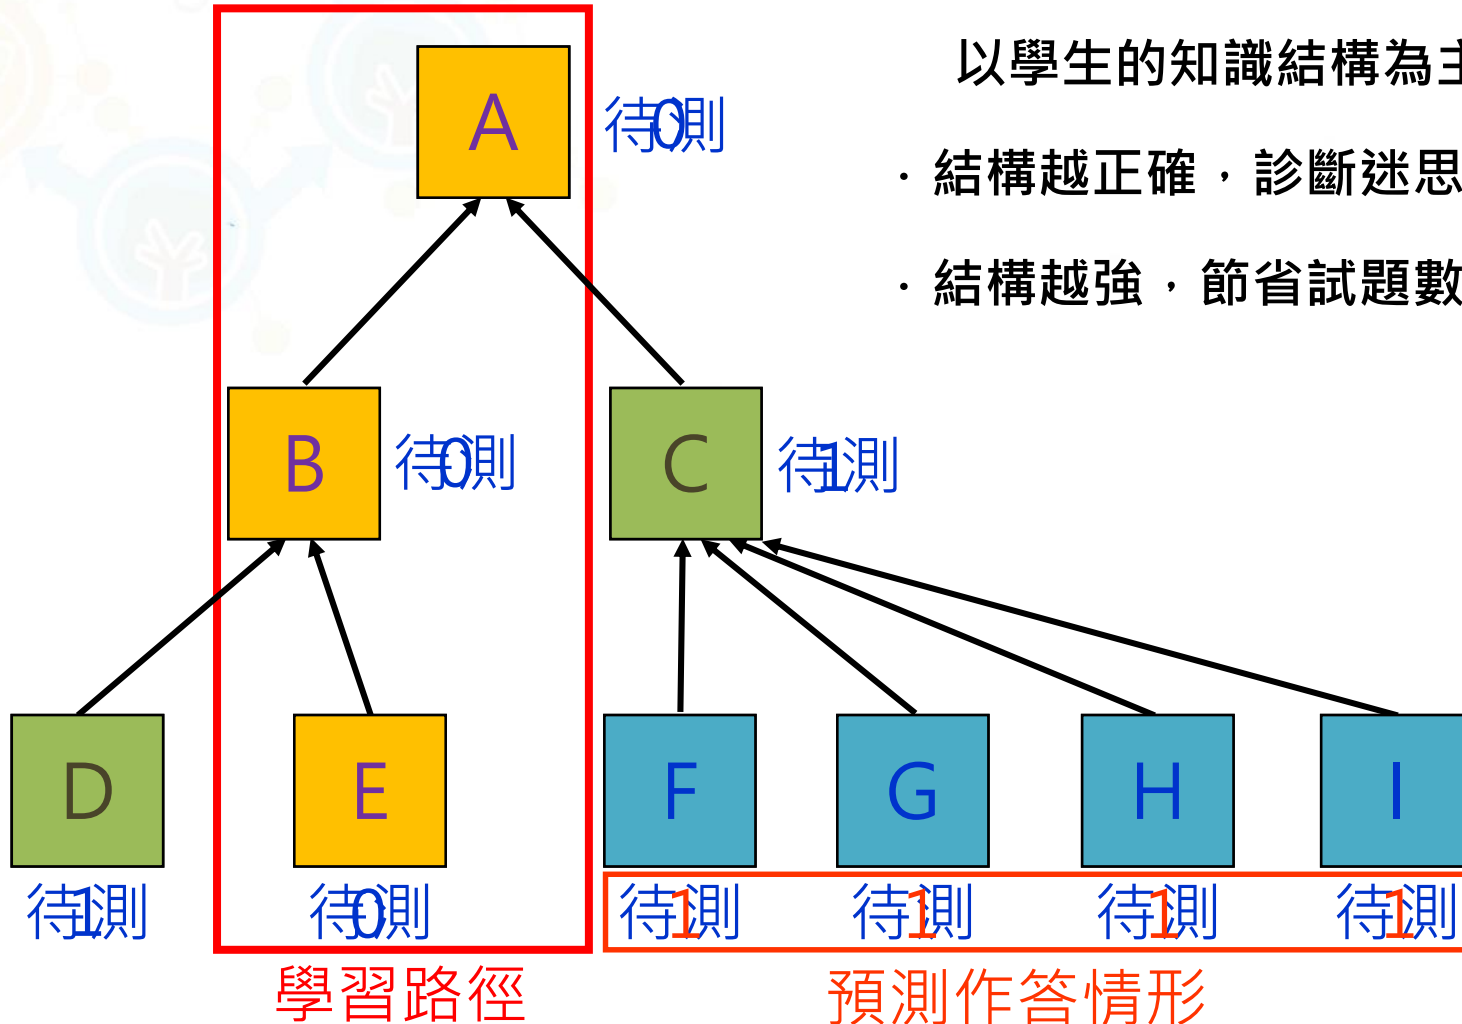 以學生的知識結構為主
· 結構越正確，診斷迷思
· 結構越強，節省試題數
A
待測 0
B
待測 0
C
待測 1
D
E
F
G
H
I
待測 1
待測 0
待測 1
待測 1
待測 1
待測 1
學習路徑
預測作答情形